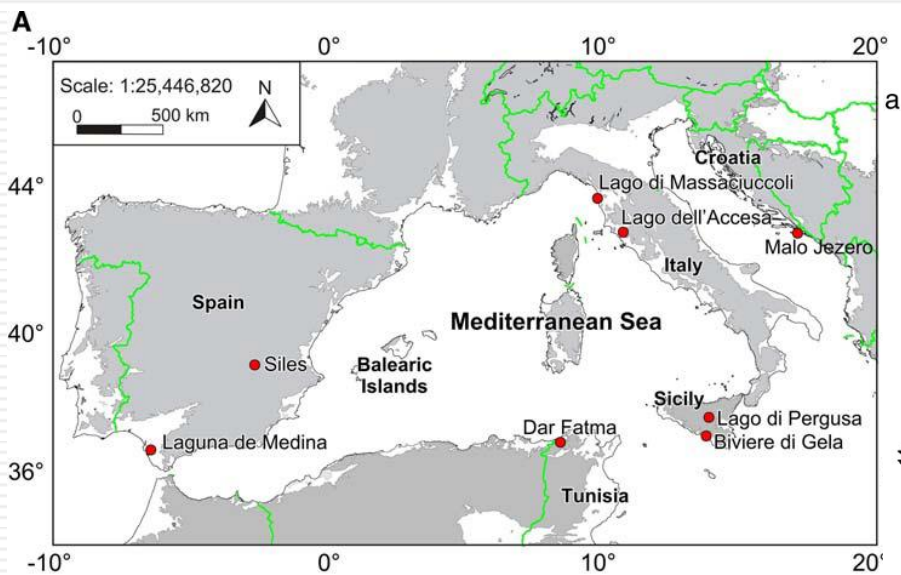 A
-10° 0° 10° 20°
Scale: 1:25,446,820
N
0 500 km
a
44°
Croatia
Lago di Massaciuccoli
Lago dell'Accesa
Malo Jezero
Italy
Spain
Mediterranean Sea
40°
Siles
Balearic
Islands
Sicily
Lago di Pergusa
Dar Fatma
Biviere di Gela
Laguna de Medina
36°
Tunisia
-10° 0° 10° 20°